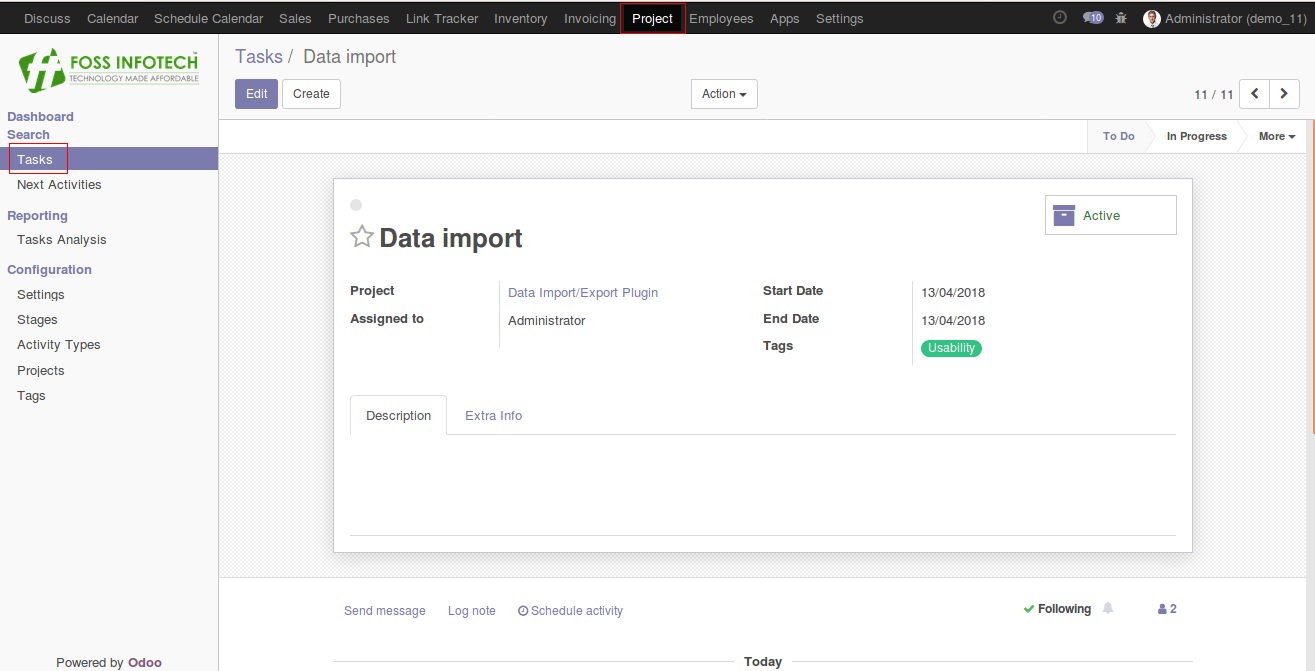 Discuss Calendar Schedule Calendar Sales Purchases Link Tracker Inventory Invoicing Project Employees Apps Settings 10 Administrator (demo_11)
FOSS INFOTECH™
TECHNOLOGY MADE AFFORDABLE
Dashboard
Search
Tasks
Next Activities
Reporting
Tasks Analysis
Configuration
Settings
Stages
Activity Types
Projects
Tags
Powered by Odoo
Tasks / Data import
Edit Create Action 11 / 11
To Do In Progress More
Active
Data import
Project Data Import/Export Plugin
Assigned to Administrator
Start Date 13/04/2018
End Date 13/04/2018
Tags Usability
Description Extra Info
Send message Log note Schedule activity Following 2
Today